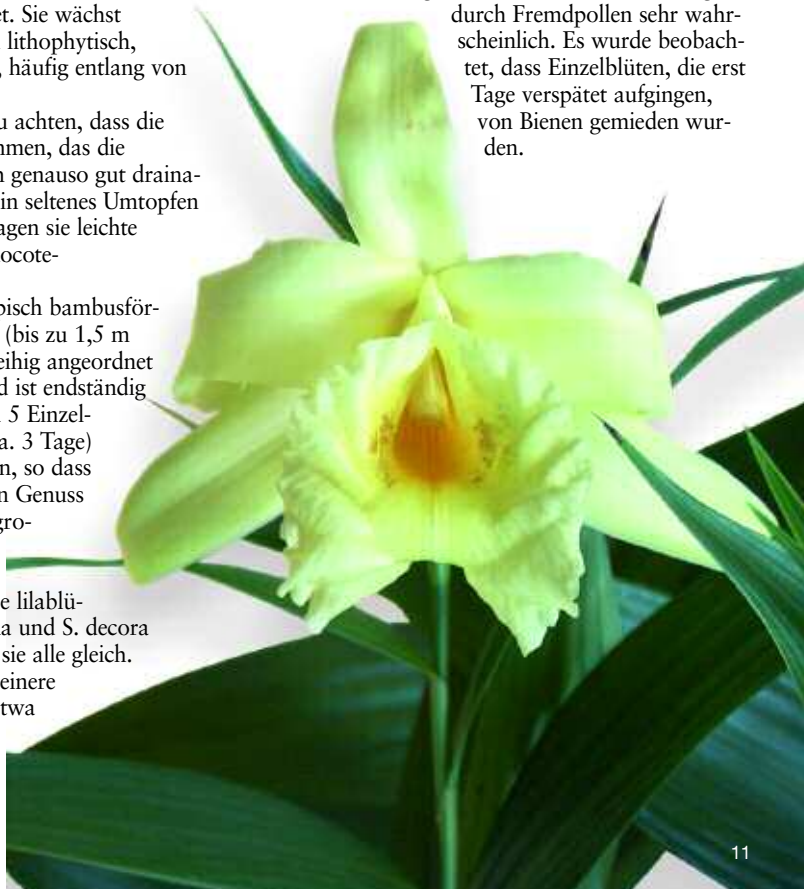 et. Sie wächst
lithophytisch,
, häufig entlang von
u achten, dass die
mmen, das die
n genauso gut draina-
in seltenes Umtopfen
agen sie leichte
ocote-
pisch bambusför-
(bis zu 1,5 m
eihig angeordnet
d ist endständig
5 Einzel-
a. 3 Tage)
n, so dass
n Genuss
gro-
e lilablü-
a und S. decora
sie alle gleich.
einere
twa
durch Fremdpollen sehr wahr-
scheinlich. Es wurde beobach-
tet, dass Einzelblüten, die erst
Tage verspätet aufgingen,
von Bienen gemieden wur-
den.
11